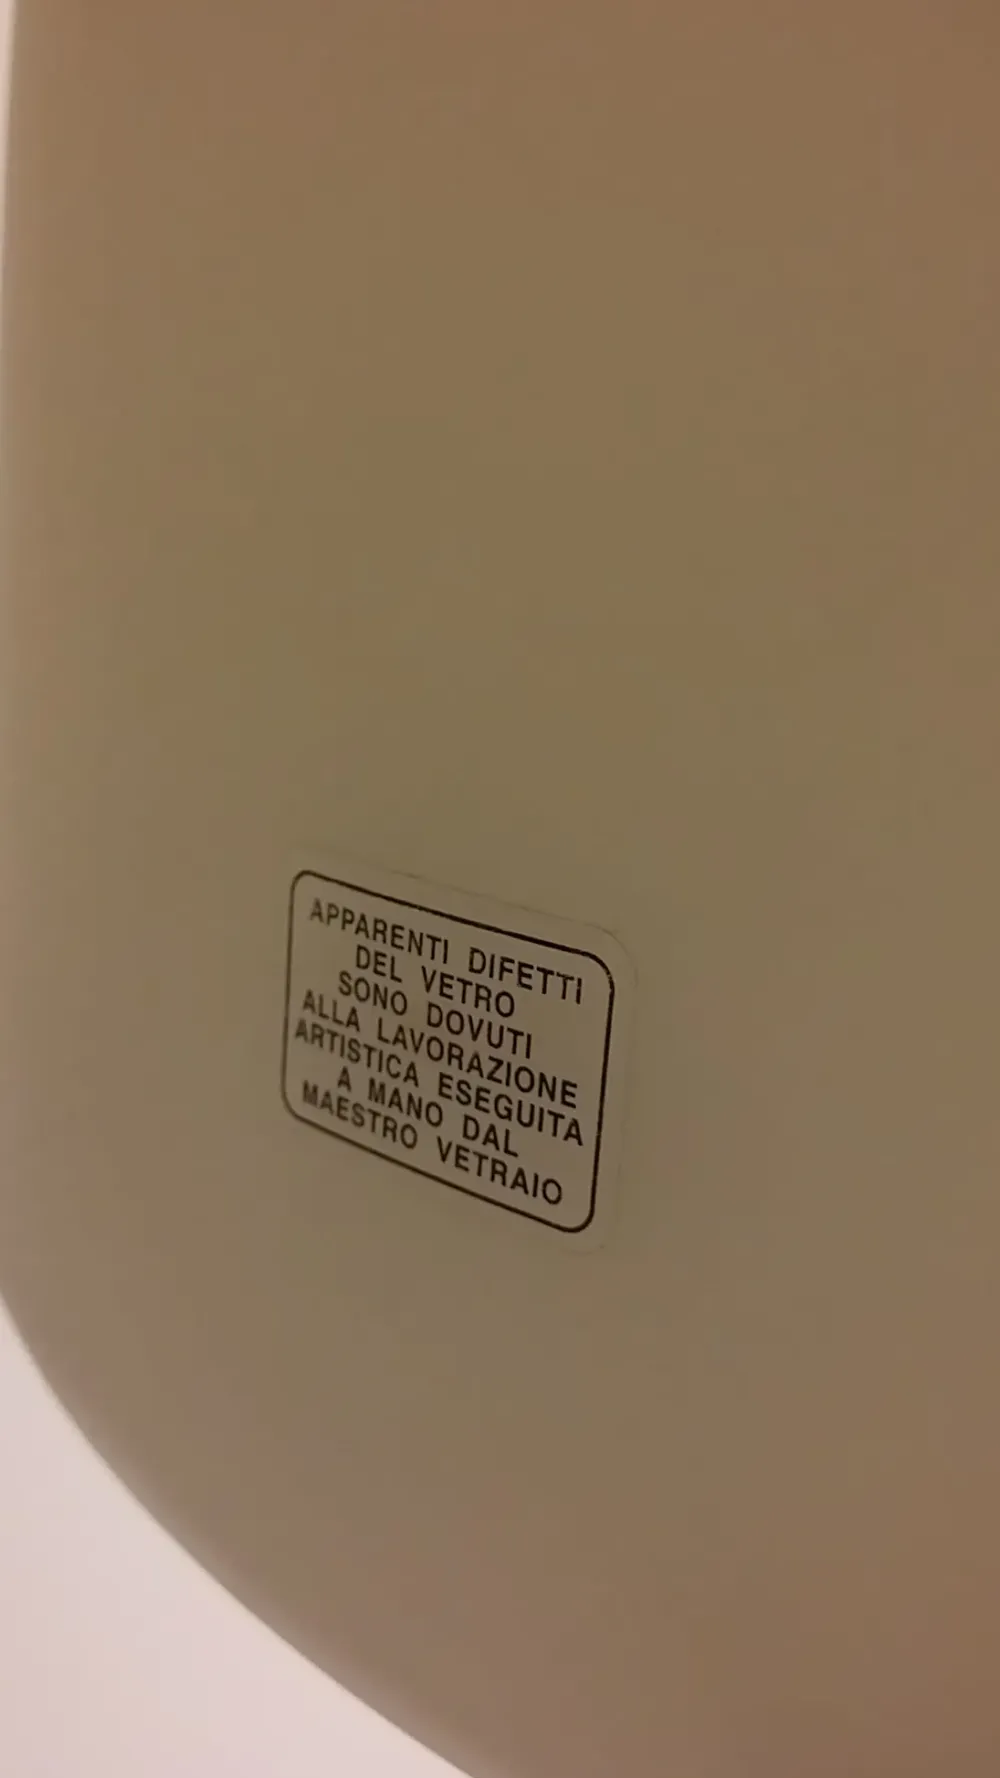 APPARENTI DIFETTI
DEL VETRO
SONO DOVUTI
ALLA LAVORAZIONE
ARTISTICA ESEGUITA
A MANO DAL
MAESTRO VETRAIO